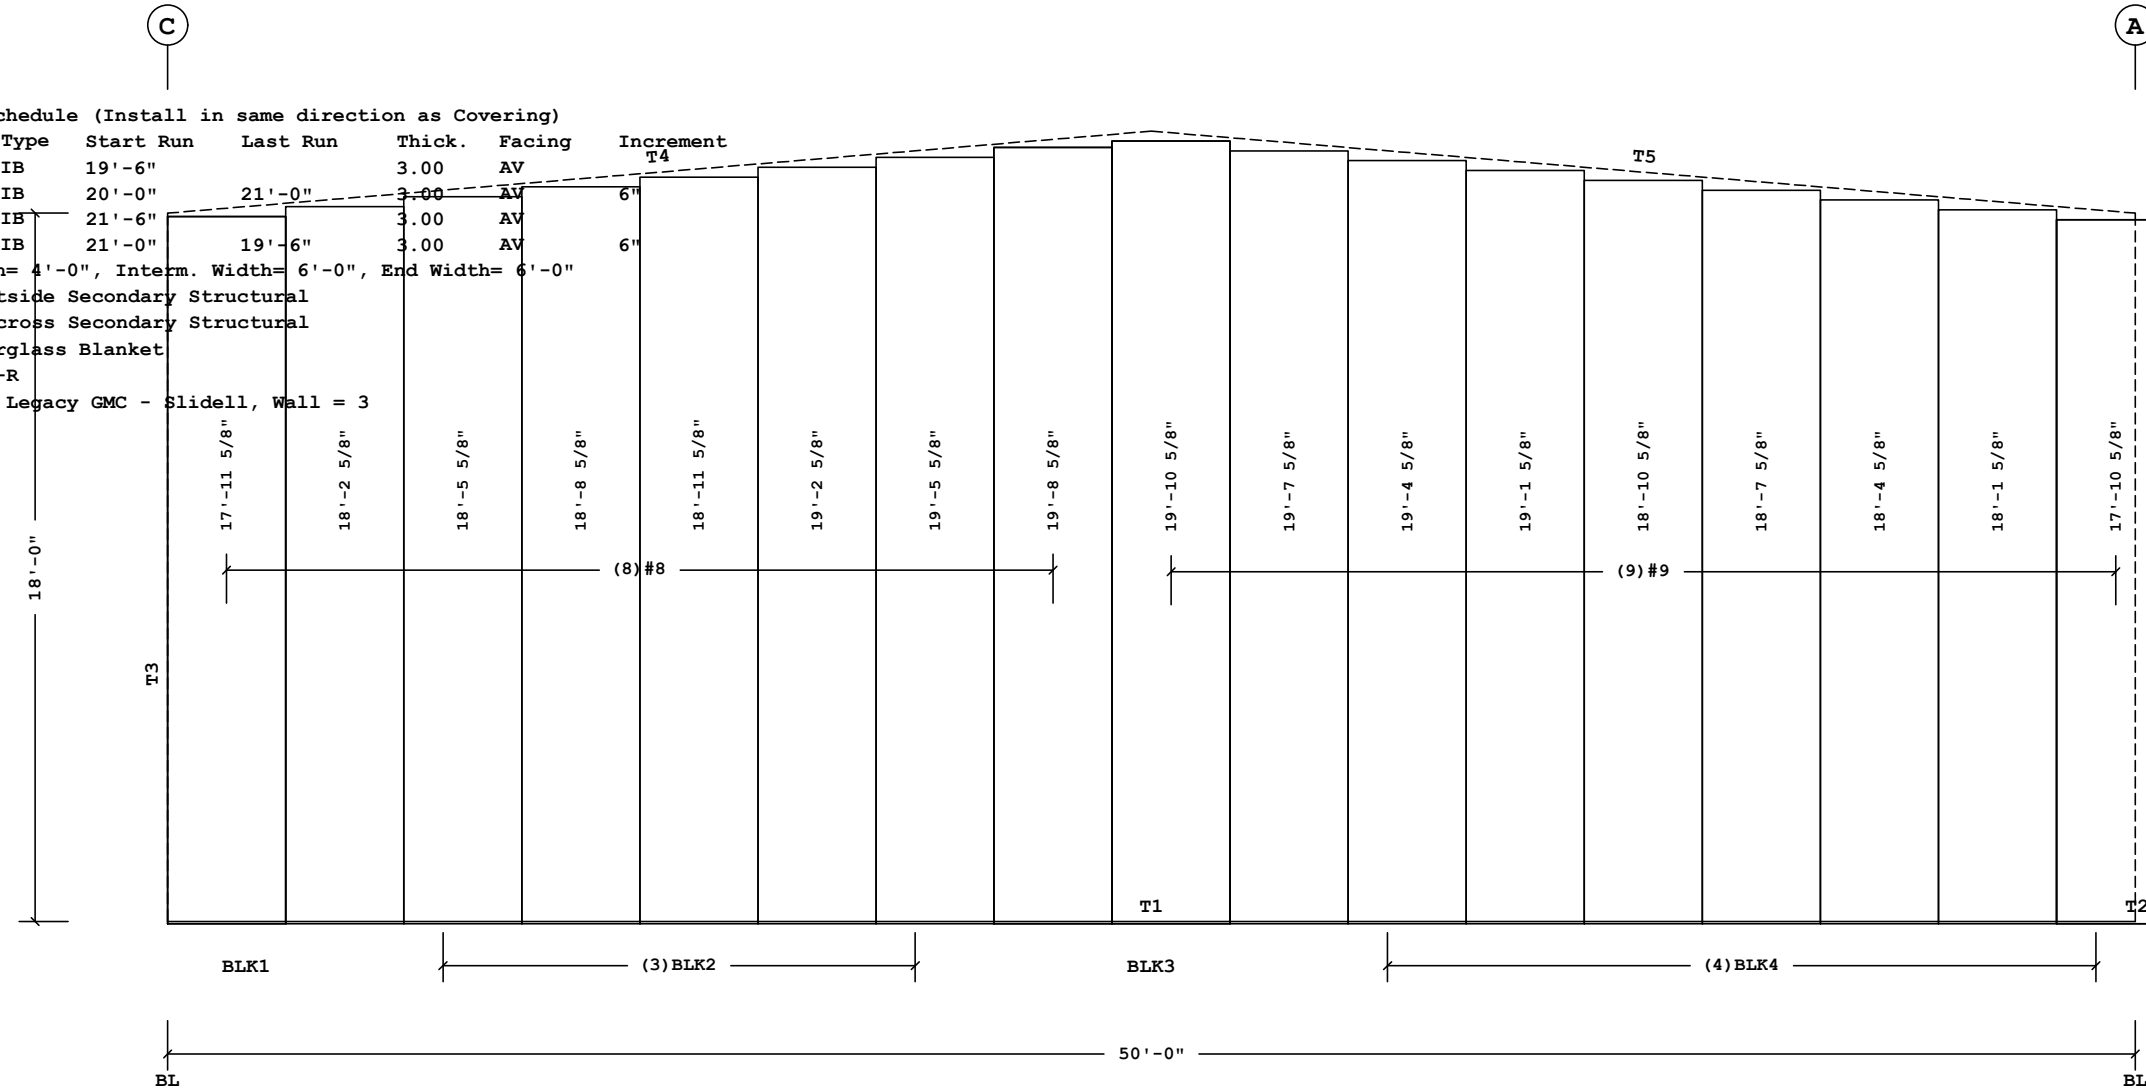 C
A
chedule (Install in same direction as Covering)
Type Start Run Last Run Thick. Facing Increment
IB 19'-6" 3.00 AV
IB 20'-0" 21'-0" 3.00 AV 6"
IB 21'-6" 3.00 AV
IB 21'-0" 19'-6" 3.00 AV 6"
h= 4'-0", Interm. Width= 6'-0", End Width= 6'-0"
tside Secondary Structural
cross Secondary Structural
rglass Blanket
-R
Legacy GMC - Slidell, Wall = 3
T4
T5
17'-11 5/8"
18'-2 5/8"
18'-5 5/8"
18'-8 5/8"
18'-11 5/8"
19'-2 5/8"
19'-5 5/8"
19'-8 5/8"
19'-10 5/8"
19'-7 5/8"
19'-4 5/8"
19'-1 5/8"
18'-10 5/8"
18'-7 5/8"
18'-4 5/8"
18'-1 5/8"
17'-10 5/8"
18'-0"
(8)#8
(9)#9
T3
T1
T2
BLK1
(3)BLK2
BLK3
(4)BLK4
50'-0"
BL
BL